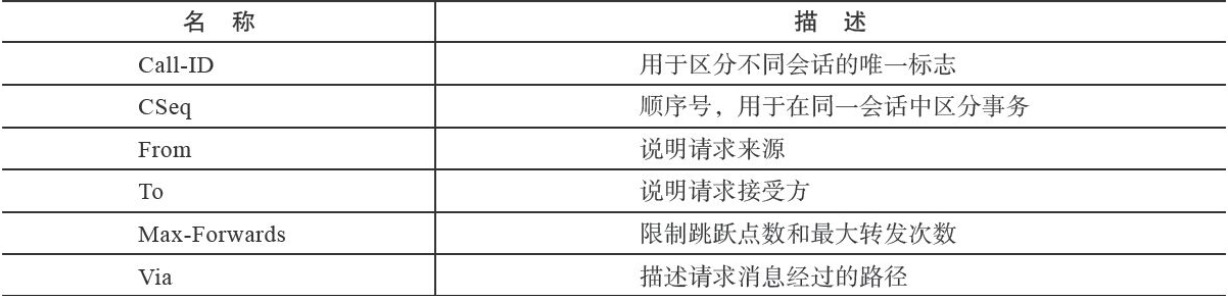 名 称 描 述
Call-ID 用于区分不同会话的唯一标志
CSeq 顺序号，用于在同一会话中区分事务
From 说明请求来源
To 说明请求接受方
Max-Forwards 限制跳跃点数和最大转发次数
Via 描述请求消息经过的路径